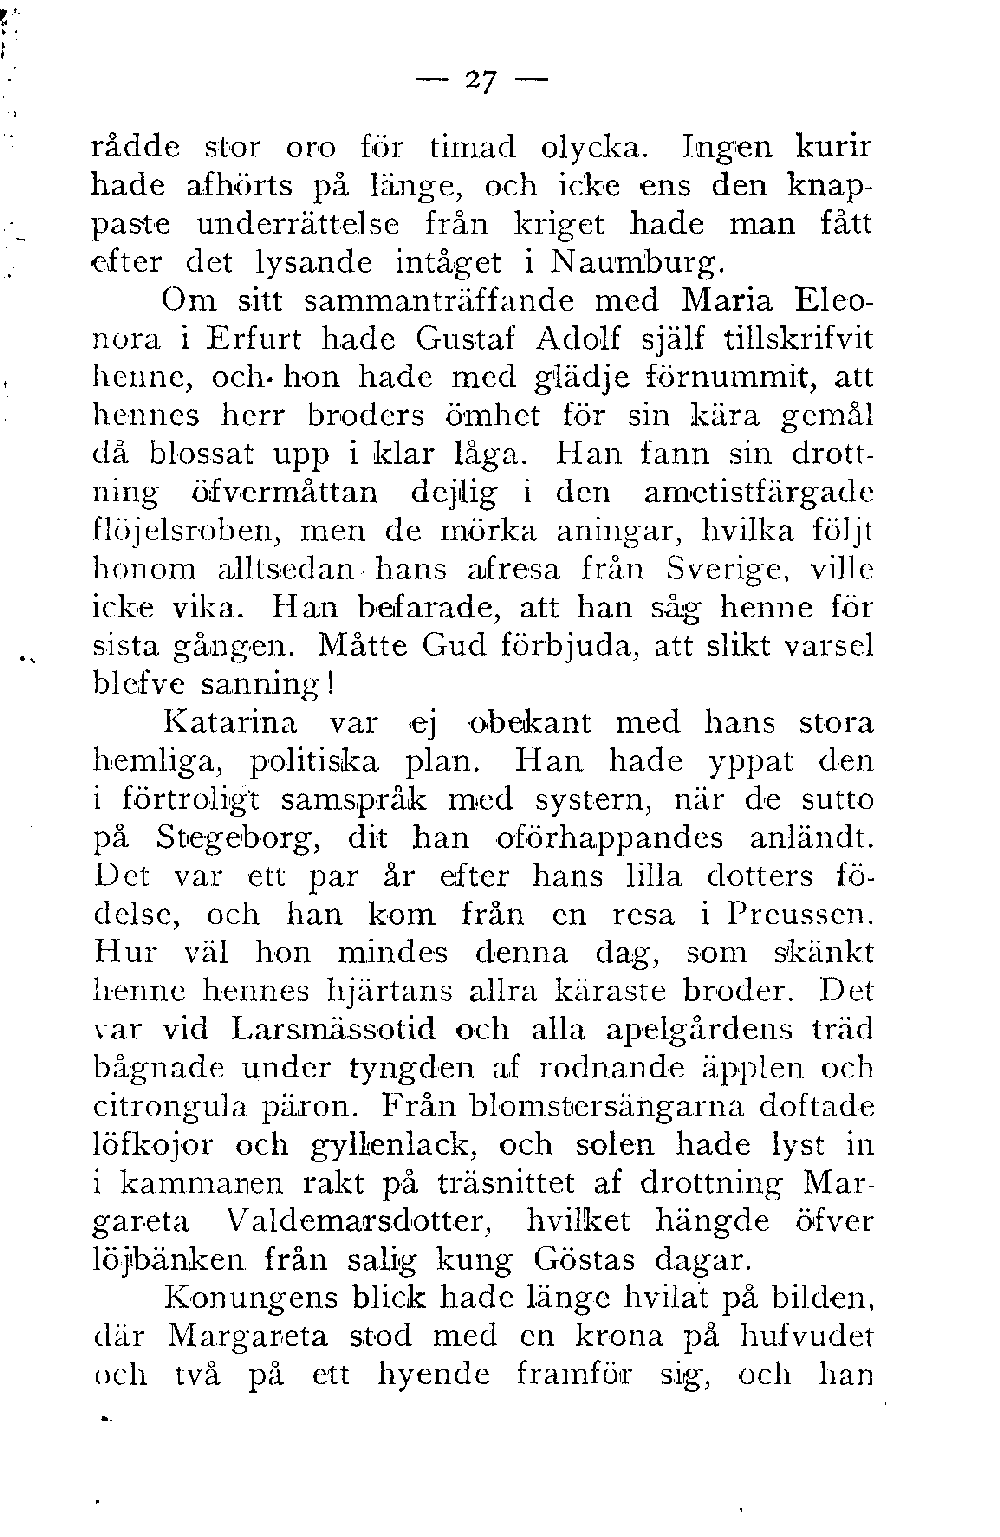 — 27 —
rådde stor oro för timad olycka. Ingen kurir
hade afhörts på länge, och icke ens den knap-
paste underrättelse från kriget hade man fått
efter det lysande intåget i Naumburg.
Om sitt sammanträffande med Maria Eleo-
nora i Erfurt hade Gustaf Adolf själf tillskrifvit
henne, och hon hade med glädje förnummit, att
hennes herr broders ömhet för sin kära gemål
då blossat upp i klar låga. Han fann sin drott-
ning öfvermåttan dejlig i den ametistfärgade
flöjelsroben, men de mörka aningar, hvilka följt
honom alltsedan hans afresa från Sverige, ville
icke vika. Han befarade, att han såg henne för
sista gången. Måtte Gud förbjuda, att slikt varsel
blefve sanning!
Katarina var ej obekant med hans stora
hemliga, politiska plan. Han hade yppat den
i förtroligt samspråk med systern, när de sutto
på Stegeborg, dit han oförhappandes anländt.
Det var ett par år efter hans lilla dotters fö-
delse, och han kom från en resa i Preussen.
Hur väl hon mindes denna dag, som skänkt
henne hennes hjärtans allra käraste broder. Det
var vid Larsmässotid och alla apelgårdens träd
bågnade under tyngden af rodnande äpplen och
citrongula päron. Från blomstersängarna doftade
löfkojor och gyllenlack, och solen hade lyst in
i kammaren rakt på träsnittet af drottning Mar-
gareta Valdemarsdotter, hvilket hängde öfver
löjbänken från salig kung Göstas dagar.
Konungens blick hade länge hvilat på bilden,
där Margareta stod med en krona på hufvudet
och två på ett hyende framför sig, och han